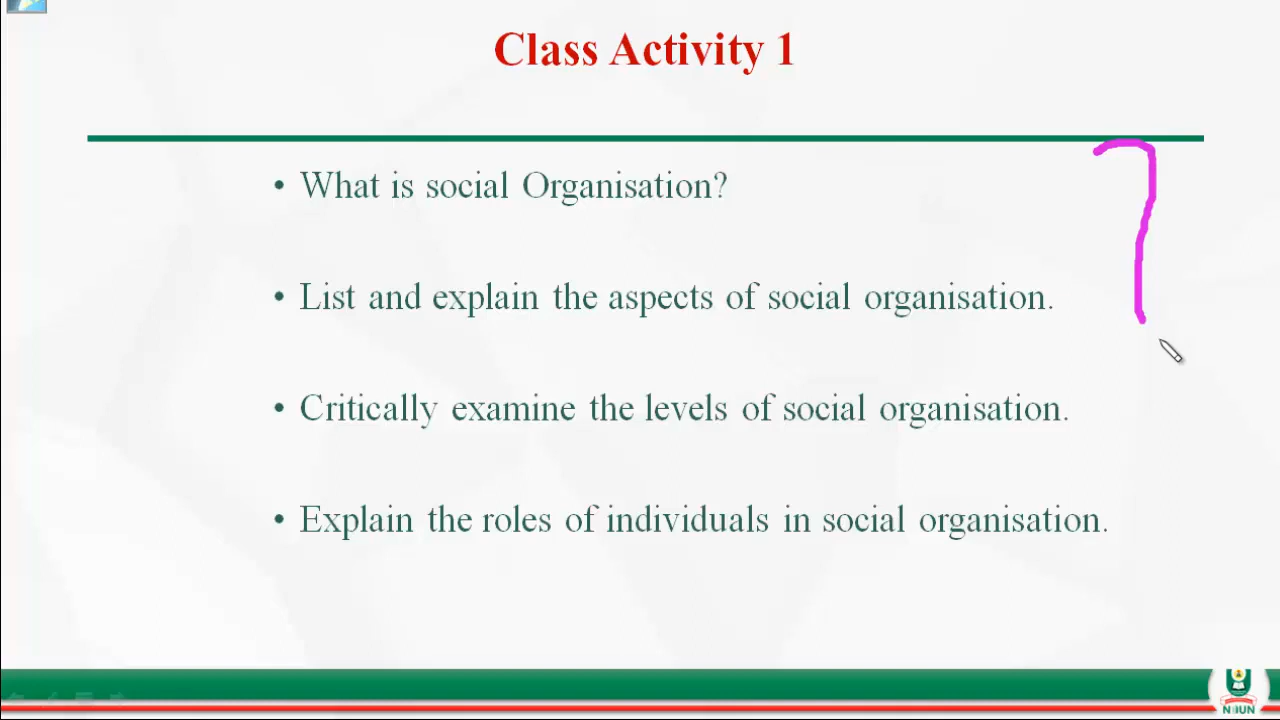 Class Activity 1
• What is social Organisation?
• List and explain the aspects of social organisation.
• Critically examine the levels of social organisation.
• Explain the roles of individuals in social organisation.
NOUN